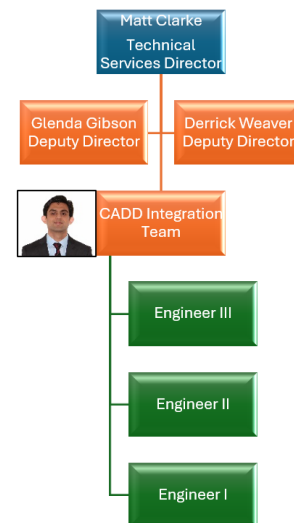 Matt Clarke
Technical
Services Director
Glenda Gibson
Deputy Director
Derrick Weaver
Deputy Director
CADD Integration
Team
Engineer III
Engineer II
Engineer I